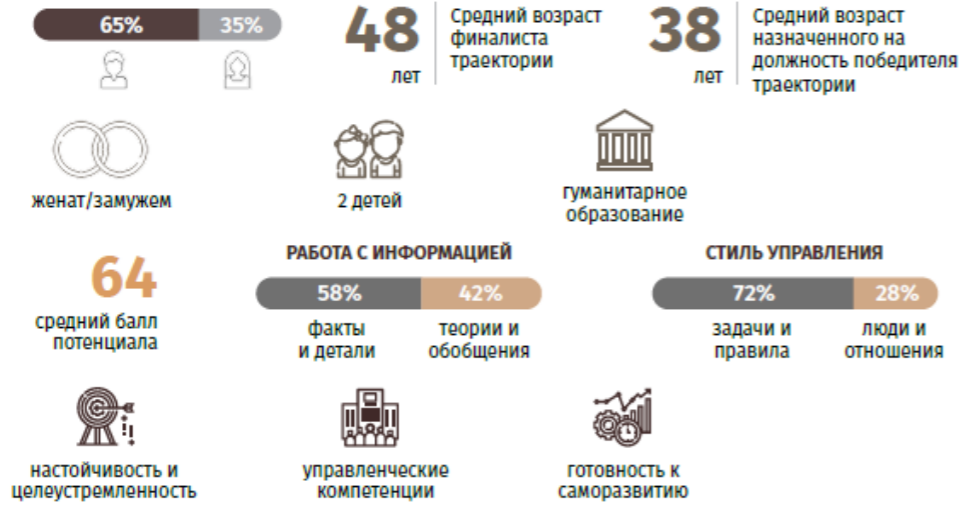 65%
35%
48
лет
Средний возраст
финалиста
траектории
38
лет
Средний возраст
назначенного на
должность победителя
траектории
женат/замужем
2 детей
гуманитарное
образование
64
средний балл
потенциала
РАБОТА С ИНФОРМАЦИЕЙ
58%
42%
факты
и детали
теории и
обобщения
СТИЛЬ УПРАВЛЕНИЯ
72%
28%
задачи и
правила
люди и
отношения
настойчивость и
целеустремленность
управленческие
компетенции
готовность к
саморазвитию